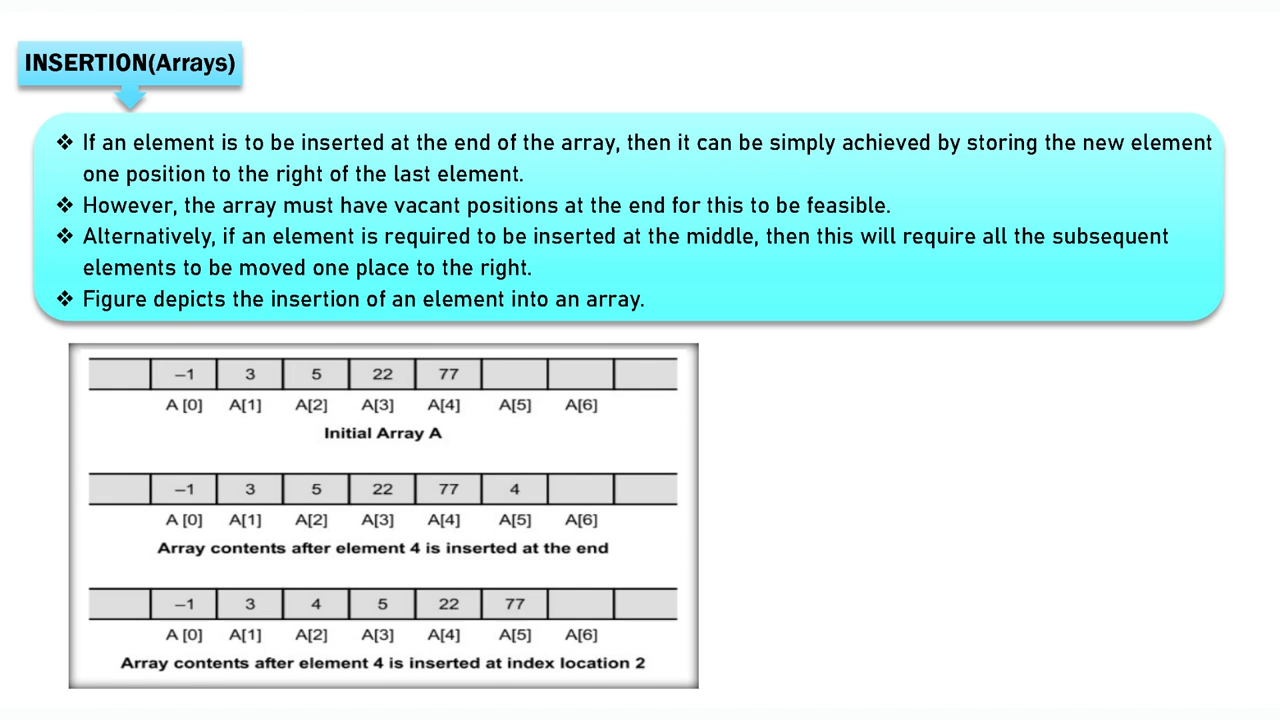 INSERTION(Arrays)
❖ If an element is to be inserted at the end of the array, then it can be simply achieved by storing the new element
one position to the right of the last element.
❖ However, the array must have vacant positions at the end for this to be feasible.
❖ Alternatively, if an element is required to be inserted at the middle, then this will require all the subsequent
elements to be moved one place to the right.
❖ Figure depicts the insertion of an element into an array.
–1 3 5 22 77
A [0] A[1] A[2] A[3] A[4] A[5] A[6]
Initial Array A
–1 3 5 22 77 4
A [0] A[1] A[2] A[3] A[4] A[5] A[6]
Array contents after element 4 is inserted at the end
–1 3 4 5 22 77
A [0] A[1] A[2] A[3] A[4] A[5] A[6]
Array contents after element 4 is inserted at index location 2